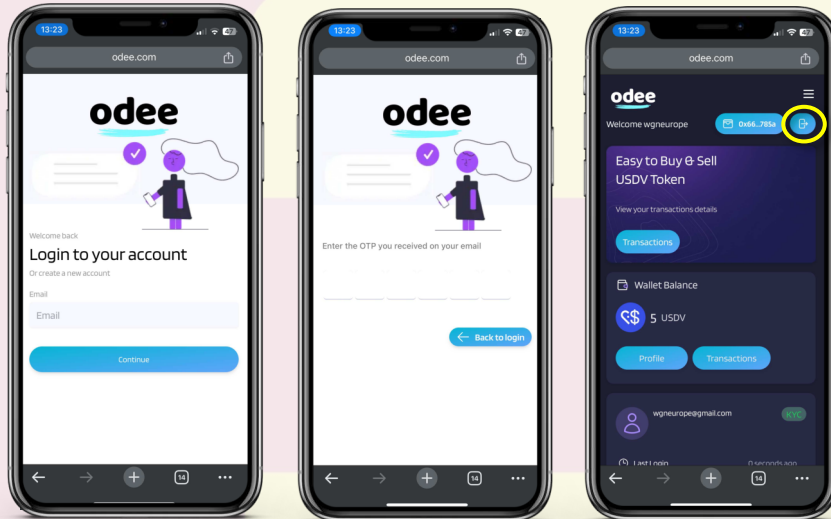 13:23
47
odee.com
odee
Welcome back
Login to your account
Or create a new account
Email
Email
Continue
14
13:23
47
odee.com
odee
Enter the OTP you received on your email
Back to login
14
13:23
47
odee.com
odee
Welcome wgneurope
0x66...785a
Easy to Buy & Sell
USDV Token
View your transactions details
Transactions
Wallet Balance
5 USDV
Profile
Transactions
wgneurope@gmail.com
KYC
Last Login
0 seconds ago
14